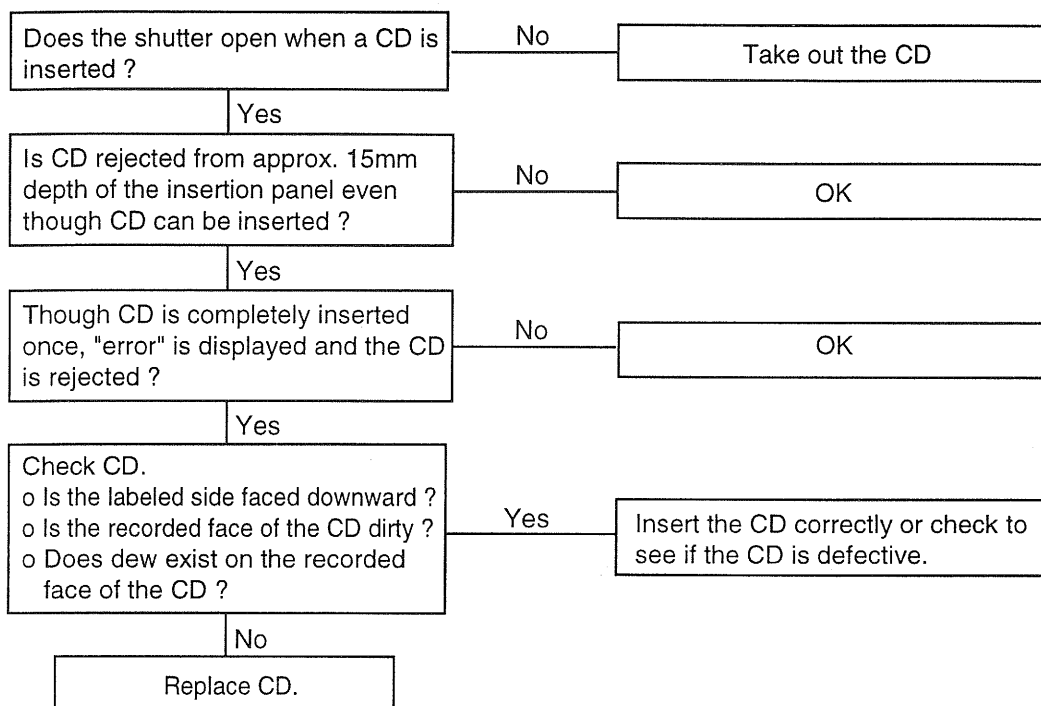 Does the shutter open when a CD is
inserted ?
No
Take out the CD
Yes
Is CD rejected from approx. 15mm
depth of the insertion panel even
though CD can be inserted ?
No
OK
Yes
Though CD is completely inserted
once, "error" is displayed and the CD
is rejected ?
No
OK
Yes
Check CD.
o Is the labeled side faced downward ?
o Is the recorded face of the CD dirty ?
o Does dew exist on the recorded
face of the CD ?
Yes
Insert the CD correctly or check to
see if the CD is defective.
No
Replace CD.